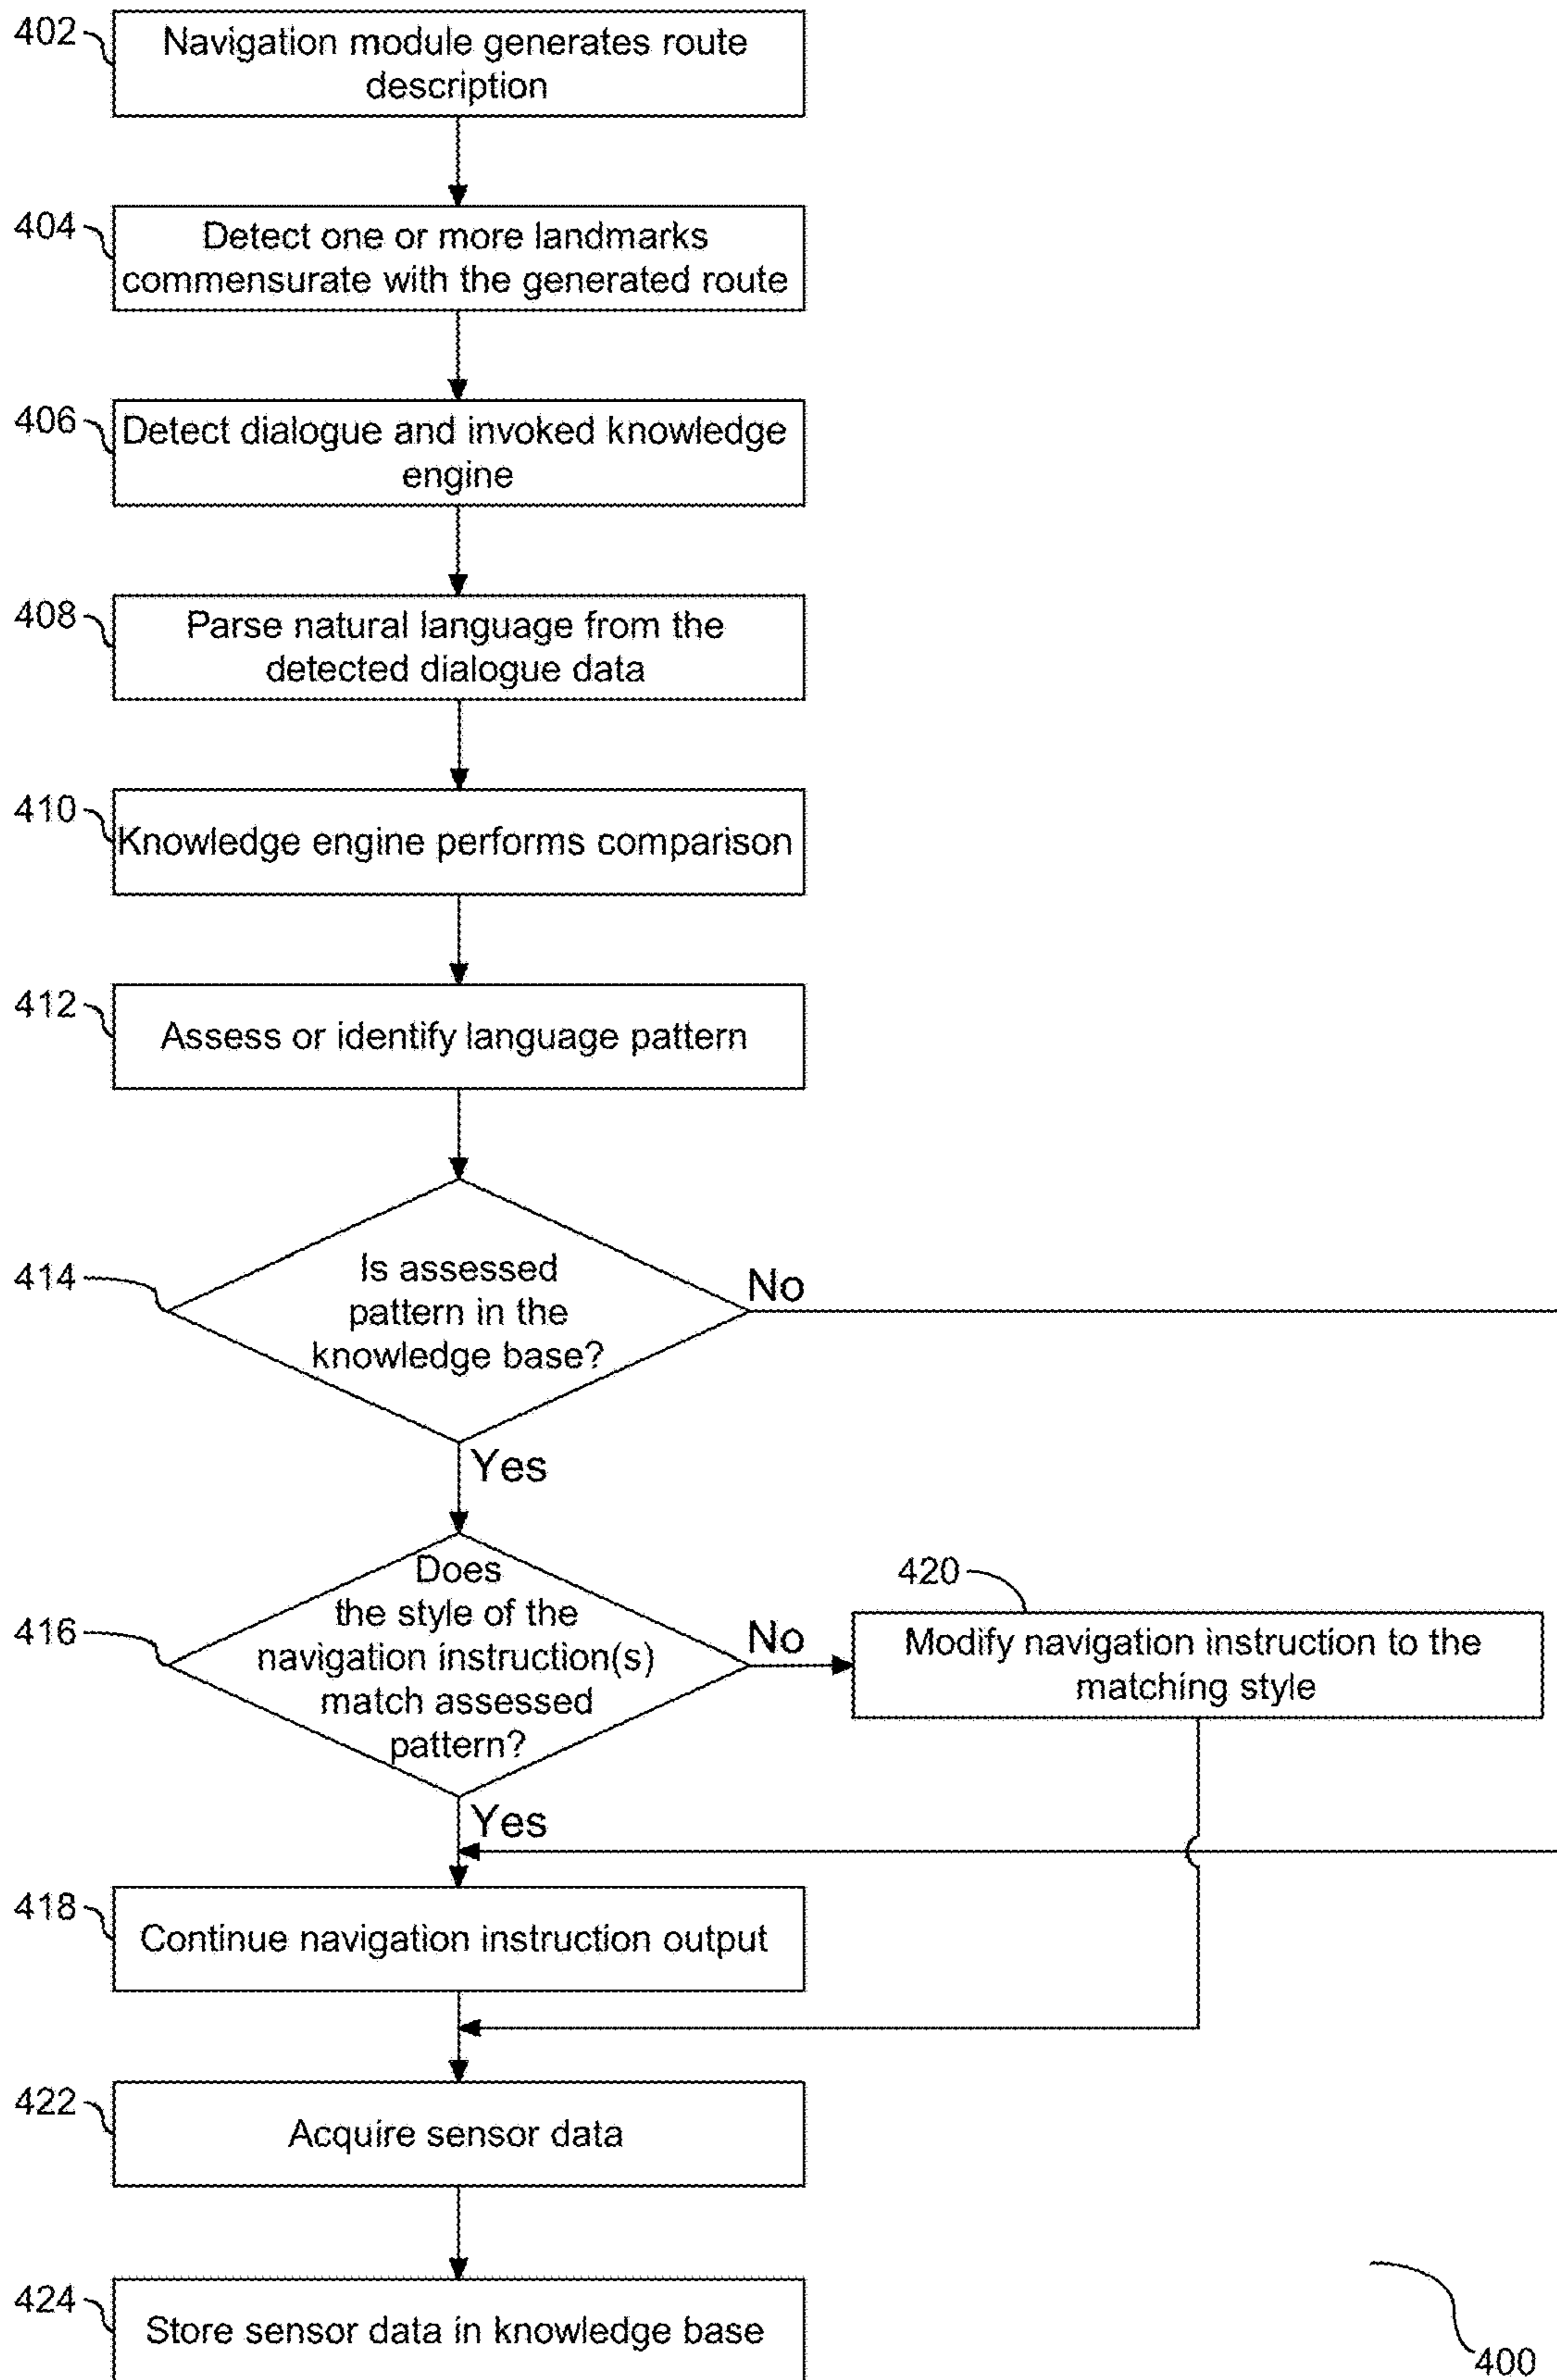 402
Navigation module generates route
description
404
Detect one or more landmarks
commensurate with the generated route
406
Detect dialogue and invoked knowledge
engine
408
Parse natural language from the
detected dialogue data
410
Knowledge engine performs comparison
412
Assess or identify language pattern
414
Is assessed
pattern in the
knowledge base?
No
Yes
416
Does
the style of the
navigation instruction(s)
match assessed
pattern?
No
420
Modify navigation instruction to the
matching style
Yes
418
Continue navigation instruction output
422
Acquire sensor data
424
Store sensor data in knowledge base
400